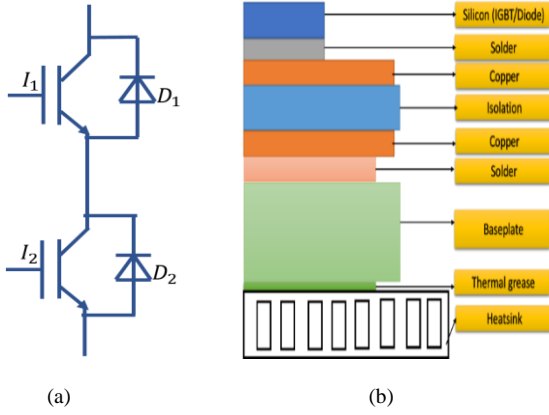 I₁
D₁
I₂
D₂
Silicon (IGBT/Diode)
Solder
Copper
Isolation
Copper
Solder
Baseplate
Thermal grease
Heatsink
(a)
(b)